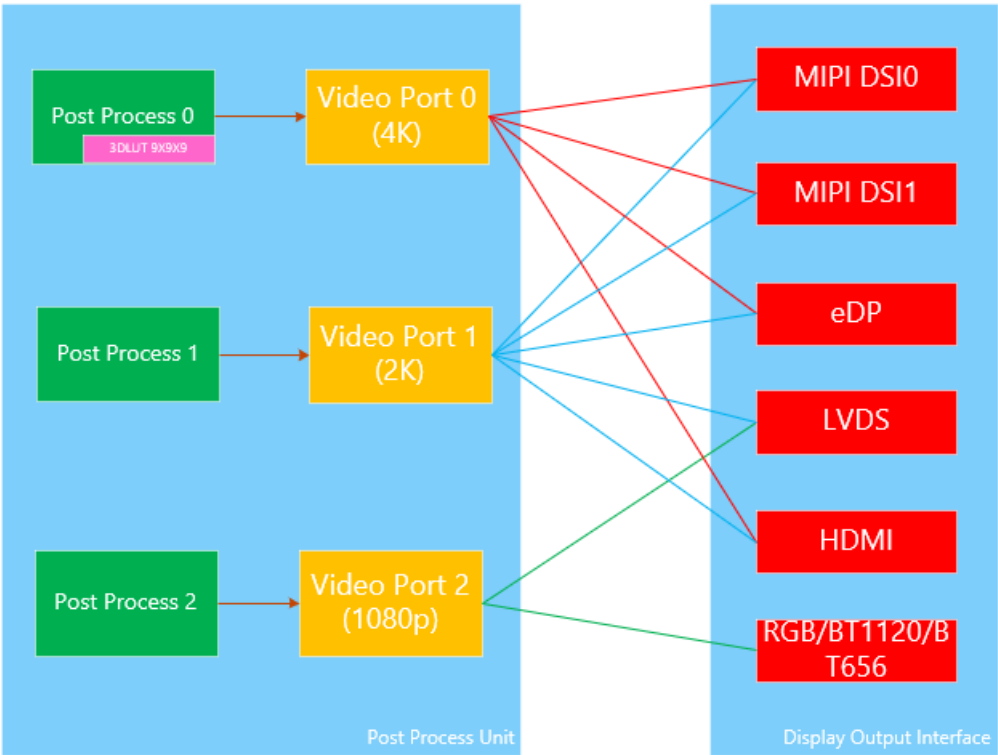 Post Process 0
3DLUT 9X9X9
Video Port 0
(4K)
MIPI DSI0
MIPI DSI1
eDP
Post Process 1
Video Port 1
(2K)
LVDS
HDMI
Post Process 2
Video Port 2
(1080p)
RGB/BT1120/B
T656
Post Process Unit
Display Output Interface